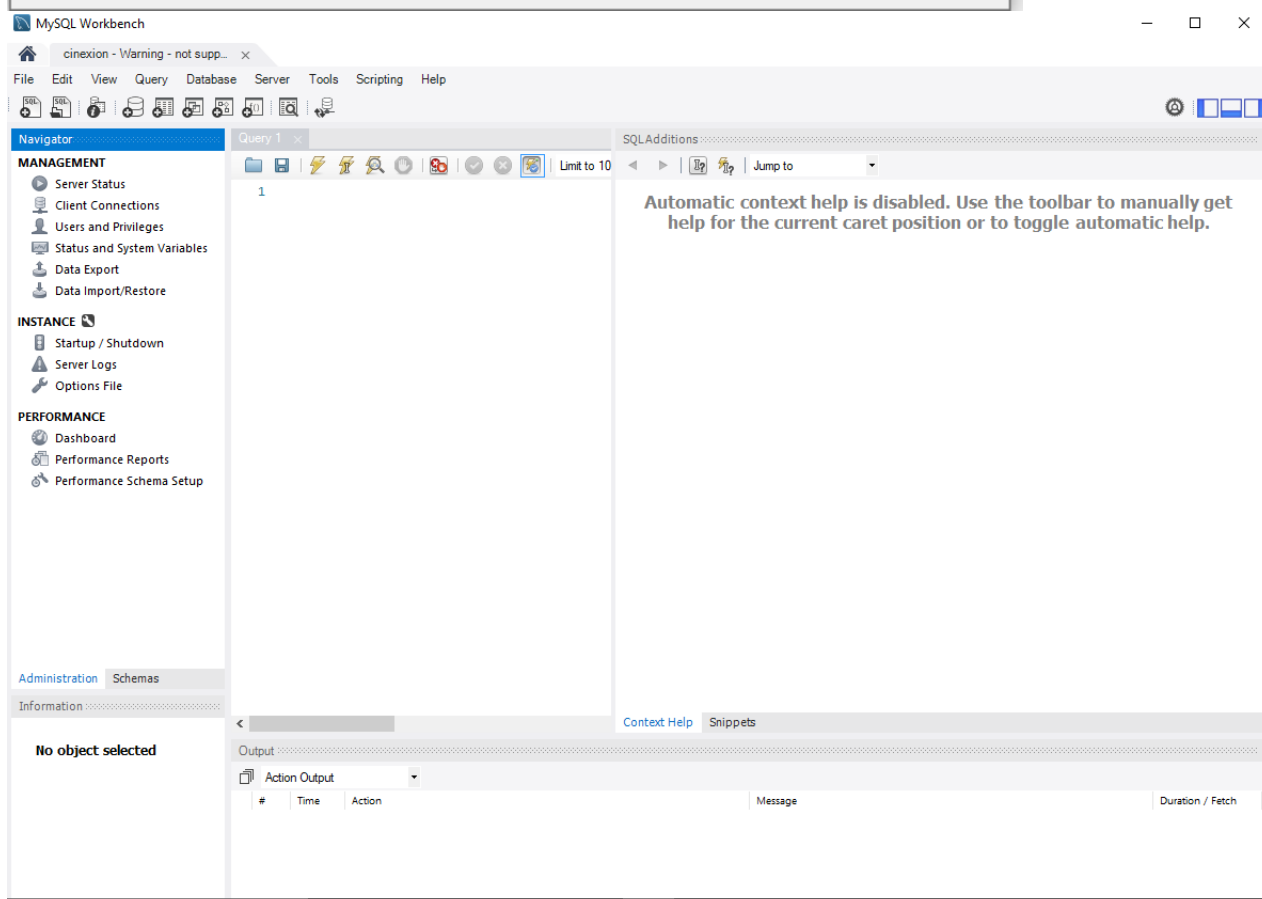 MySQL Workbench
cinexion - Warning - not supp...
File Edit View Query Database Server Tools Scripting Help
Navigator
MANAGEMENT
Server Status
Client Connections
Users and Privileges
Status and System Variables
Data Export
Data Import/Restore
INSTANCE
Startup / Shutdown
Server Logs
Options File
PERFORMANCE
Dashboard
Performance Reports
Performance Schema Setup
Administration Schemas
Information
No object selected
Query 1
Limit to 10
1
SQLAdditions
Jump to
Automatic context help is disabled. Use the toolbar to manually get
help for the current caret position or to toggle automatic help.
Context Help Snippets
Output
Action Output
# Time Action Message Duration / Fetch